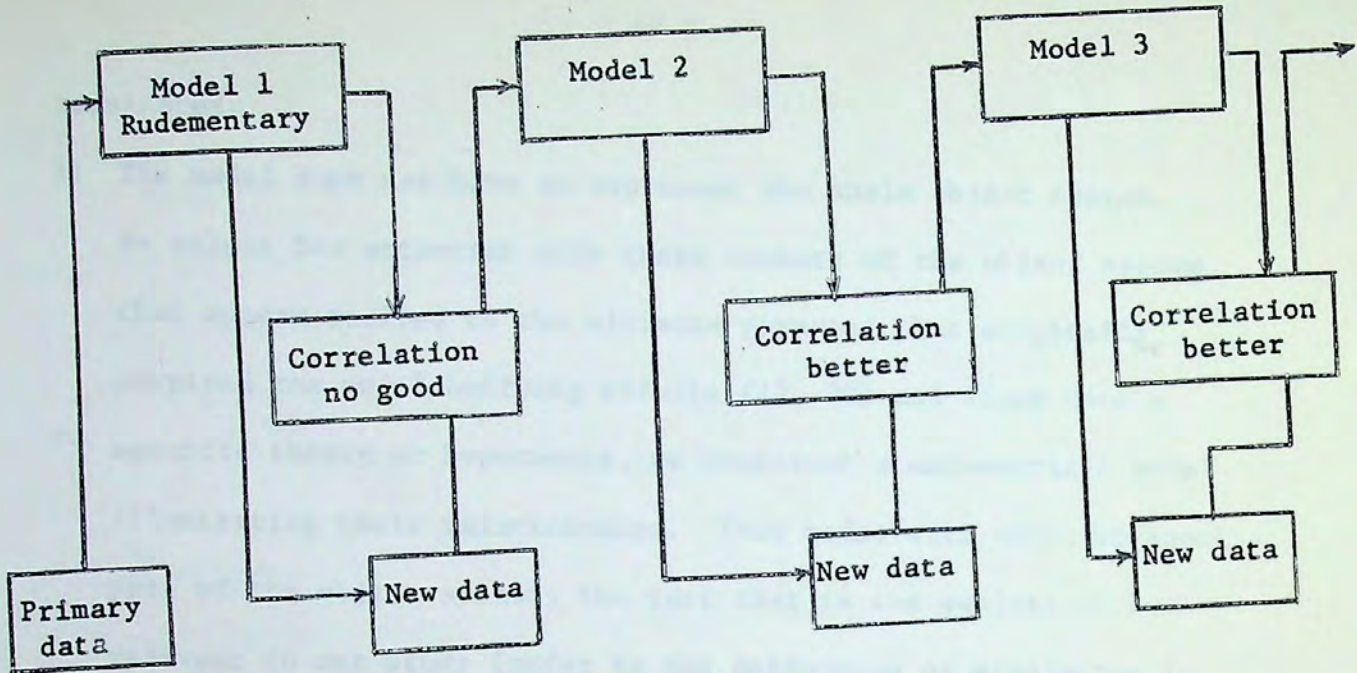 Model 1
Rudementary
Model 2
Model 3
Correlation
no good
Correlation
better
Correlation
better
Primary
data
New data
New data
New data